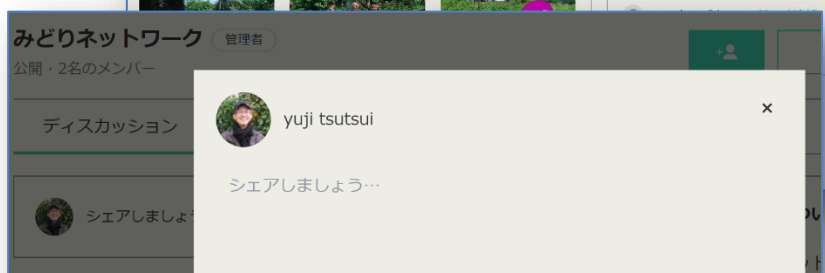 みどりネットワーク 管理者
公開・2名のメンバー
ディスカッション
yuji tsutsui
×
シェアしましょう…
シェアしましょう